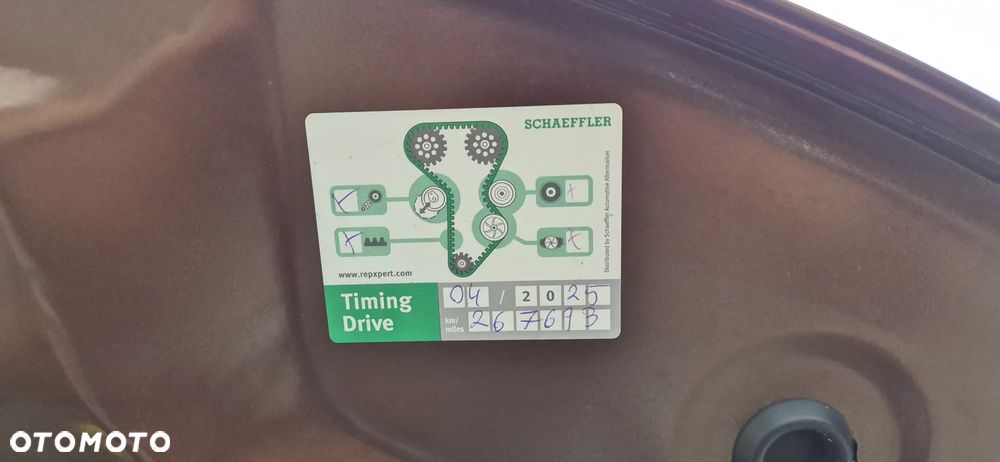 SCHAEFFLER
X
X
X
X
Distributed by Schaeffler Automotive Aftermarket
www.repxpert.com
Timing Drive
04 / 2025
km/miles 267693
OTOMOTO